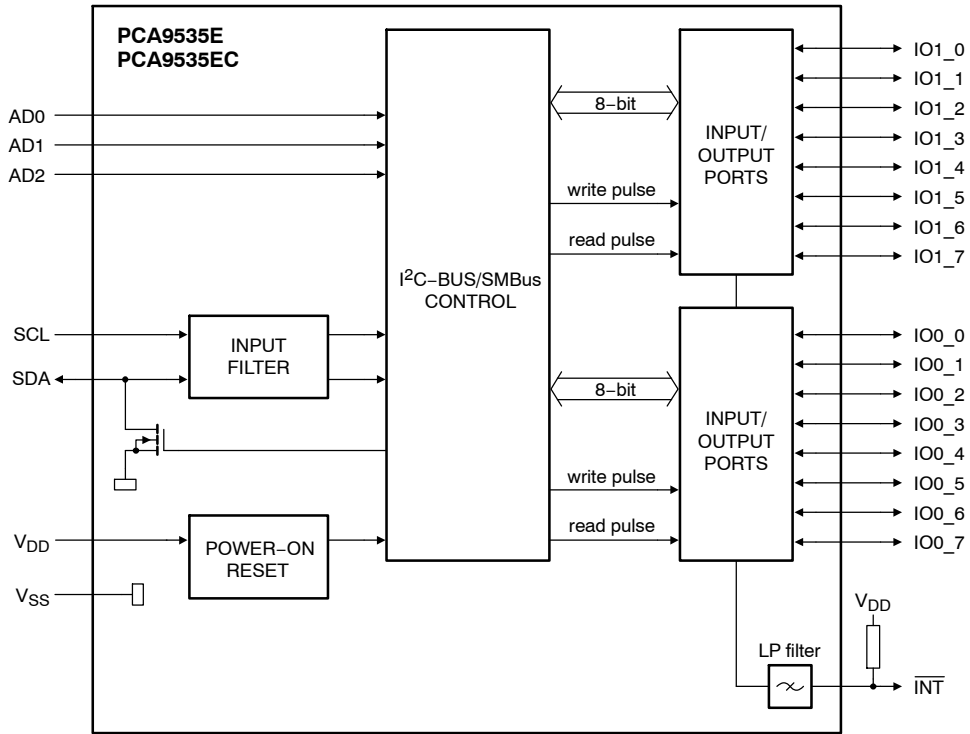 PCA9535E
PCA9535EC
AD0
AD1
AD2
SCL
SDA
VDD
VSS
INPUT
FILTER
POWER−ON
RESET
I2C−BUS/SMBus
CONTROL
8−bit
write pulse
read pulse
8−bit
write pulse
read pulse
INPUT/
OUTPUT
PORTS
INPUT/
OUTPUT
PORTS
IO1_0
IO1_1
IO1_2
IO1_3
IO1_4
IO1_5
IO1_6
IO1_7
IO0_0
IO0_1
IO0_2
IO0_3
IO0_4
IO0_5
IO0_6
IO0_7
VDD
LP filter
INT